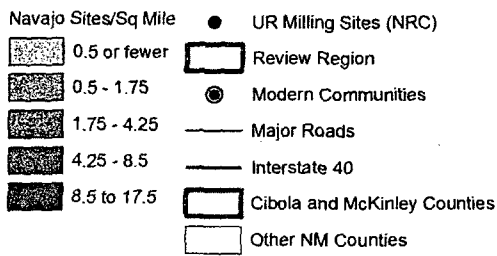 Navajo Sites/Sq Mile
0.5 or fewer
0.5 - 1.75
1.75 - 4.25
4.25 - 8.5
8.5 to 17.5
UR Milling Sites (NRC)
Review Region
Modern Communities
Major Roads
Interstate 40
Cibola and McKinley Counties
Other NM Counties